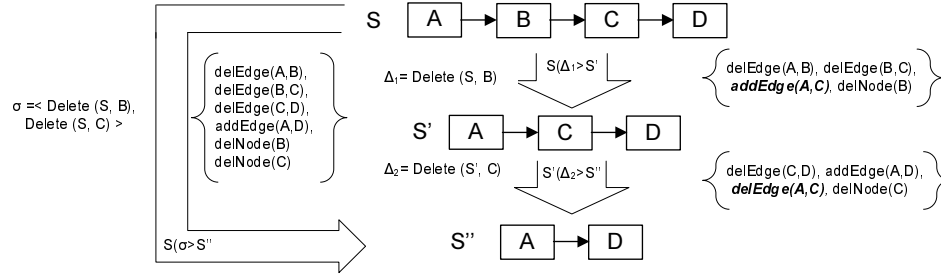 S A B C D
σ =< Delete (S, B),
Delete (S, C) >
delEdge(A,B),
delEdge(B,C),
delEdge(C,D),
addEdge(A,D),
delNode(B)
delNode(C)
Δ1= Delete (S, B)
S(Δ1>S'
delEdge(A,B), delEdge(B,C),
addEdge(A,C), delNode(B)
S' A C D
Δ2= Delete (S', C)
S'(Δ2>S''
delEdge(C,D), addEdge(A,D),
delEdge(A,C), delNode(C)
S(σ>S''
S'' A D